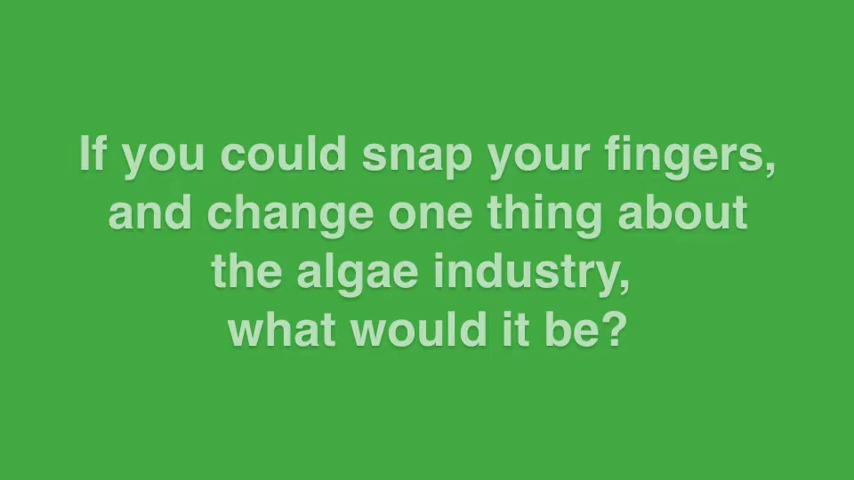 If you could snap your fingers,
and change one thing about
the algae industry,
what would it be?